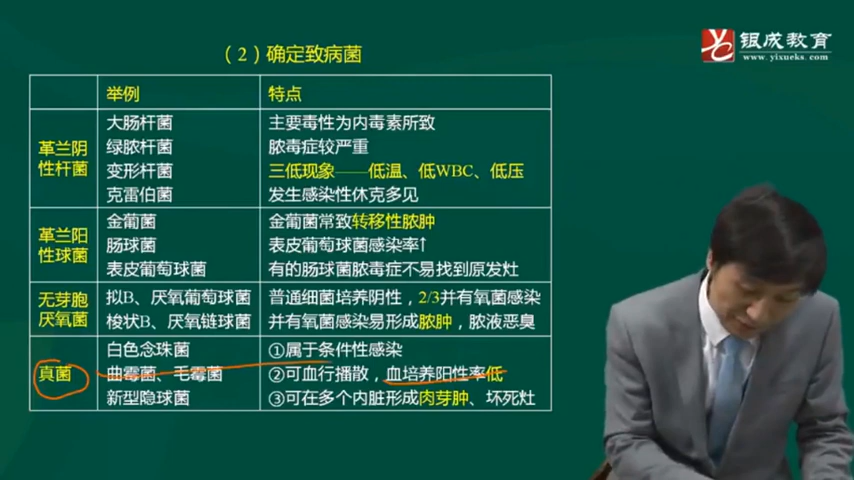 （2）确定致病菌
银成教育
www.yixueks.com
举例 特点
革兰阴性杆菌
大肠杆菌 主要毒性为内毒素所致
绿脓杆菌 脓毒症较严重
变形杆菌 三低现象——低温、低WBC、低压
克雷伯菌 发生感染性休克多见
革兰阳性球菌
金葡菌 金葡菌常致转移性脓肿
肠球菌 表皮葡萄球菌感染率↑
表皮葡萄球菌 有的肠球菌脓毒症不易找到原发灶
无芽胞厌氧菌
拟B、厌氧葡萄球菌 普通细菌培养阴性，2/3并有氧菌感染
梭状B、厌氧链球菌 并有氧菌感染易形成脓肿，脓液恶臭
真菌
白色念珠菌 ①属于条件性感染
曲霉菌、毛霉菌 ②可血行播散，血培养阳性率低
新型隐球菌 ③可在多个内脏形成肉芽肿、坏死灶